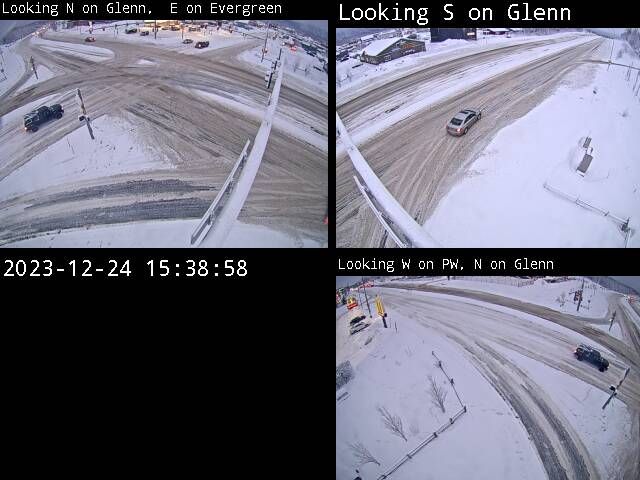 Looking N on Glenn,  E on Evergreen
Looking S on Glenn
2023-12-24 15:38:58
Looking W on PW, N on Glenn